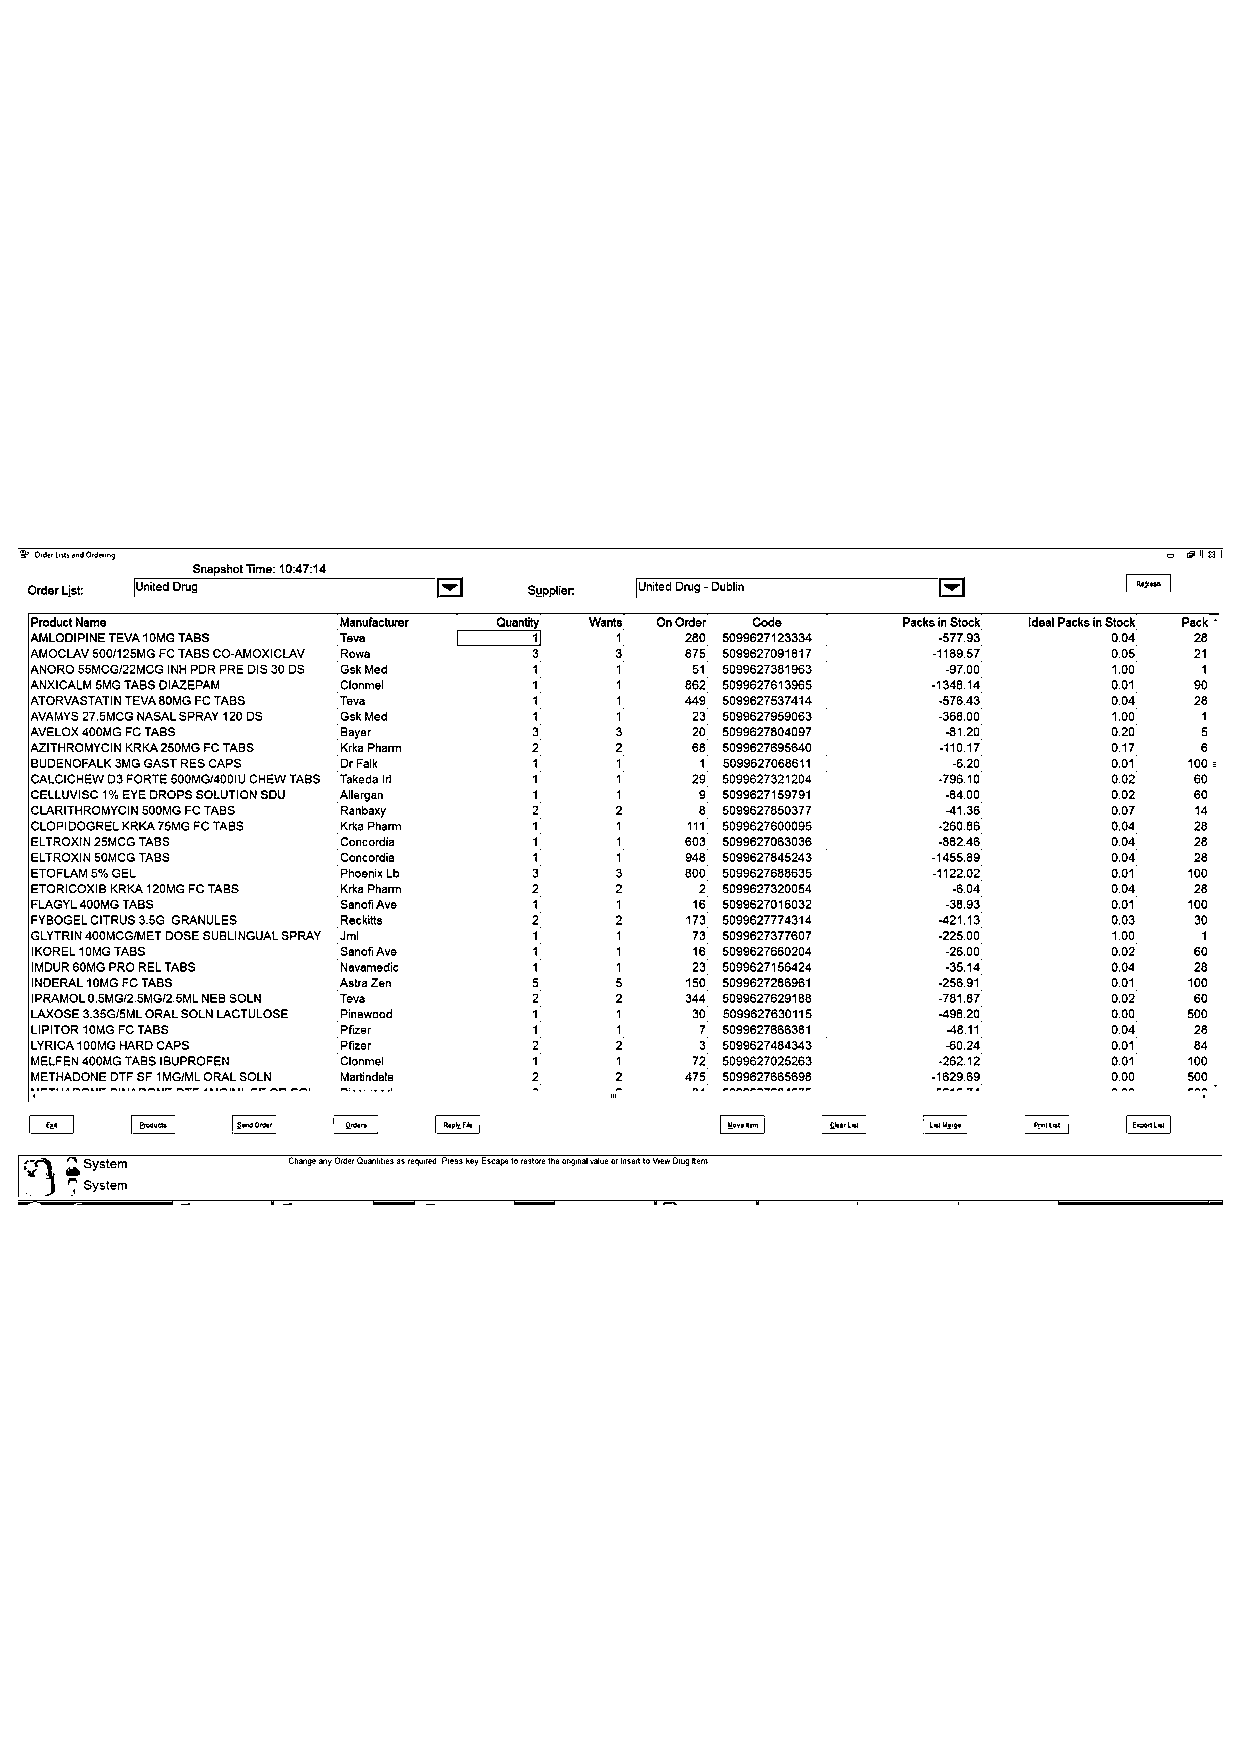 Order Lists and Ordering
Snapshot Time: 10:47:14
Order List: United Drug Supplier: United Drug - Dublin Refresh
Product Name Manufacturer Quantity Wants On Order Code Packs in Stock Ideal Packs in Stock Pack
AMLODIPINE TEVA 10MG TABS Teva 1 1 280 5099627123334 -577.93 0.04 28
AMOCLAV 500/125MG FC TABS CO-AMOXICLAV Rowa 3 3 875 5099627091817 -1189.57 0.05 21
ANORO 55MCG/22MCG INH PDR PRE DIS 30 DS Gsk Med 1 1 51 5099627381963 -97.00 1.00 1
ANXICALM 5MG TABS DIAZEPAM Clonmel 1 1 862 5099627613965 -1348.14 0.01 90
ATORVASTATIN TEVA 80MG FC TABS Teva 1 1 449 5099627537414 -576.43 0.04 28
AVAMYS 27.5MCG NASAL SPRAY 120 DS Gsk Med 1 1 23 5099627959063 -368.00 1.00 1
AVELOX 400MG FC TABS Bayer 3 3 20 5099627804097 -81.20 0.20 5
AZITHROMYCIN KRKA 250MG FC TABS Krka Pharm 2 2 68 5099627695640 -110.17 0.17 6
BUDENOFALK 3MG GAST RES CAPS Dr Falk 1 1 1 5099627068611 -6.20 0.01 100
CALCICHEW D3 FORTE 500MG/400IU CHEW TABS Takeda Irl 1 1 29 5099627321204 -796.10 0.02 60
CELLUVISC 1% EYE DROPS SOLUTION SDU Allergan 1 1 9 5099627159791 -84.00 0.02 60
CLARITHROMYCIN 500MG FC TABS Ranbaxy 2 2 8 5099627850377 -41.36 0.07 14
CLOPIDOGREL KRKA 75MG FC TABS Krka Pharm 1 1 111 5099627600095 -260.86 0.04 28
ELTROXIN 25MCG TABS Concordia 1 1 603 5099627063036 -882.46 0.04 28
ELTROXIN 50MCG TABS Concordia 1 1 948 5099627845243 -1455.89 0.04 28
ETOFLAM 5% GEL Phoenix Lb 3 3 800 5099627688635 -1122.02 0.01 100
ETORICOXIB KRKA 120MG FC TABS Krka Pharm 2 2 2 5099627320054 -6.04 0.04 28
FLAGYL 400MG TABS Sanofi Ave 1 1 16 5099627016032 -38.93 0.01 100
FYBOGEL CITRUS 3.5G GRANULES Reckitts 2 2 173 5099627774314 -421.13 0.03 30
GLYTRIN 400MCG/MET DOSE SUBLINGUAL SPRAY Jml 1 1 73 5099627377607 -225.00 1.00 1
IKOREL 10MG TABS Sanofi Ave 1 1 16 5099627660204 -26.00 0.02 60
IMDUR 60MG PRO REL TABS Navamedic 1 1 23 5099627156424 -35.14 0.04 28
INDERAL 10MG FC TABS Astra Zen 5 5 150 5099627286961 -256.91 0.01 100
IPRAMOL 0.5MG/2.5MG/2.5ML NEB SOLN Teva 2 2 344 5099627629188 -781.87 0.02 60
LAXOSE 3.35G/5ML ORAL SOLN LACTULOSE Pinewood 1 1 30 5099627630115 -498.20 0.00 500
LIPITOR 10MG FC TABS Pfizer 1 1 7 5099627866381 -48.11 0.04 28
LYRICA 100MG HARD CAPS Pfizer 2 2 3 5099627484343 -60.24 0.01 84
MELFEN 400MG TABS IBUPROFEN Clonmel 1 1 72 5099627025263 -262.12 0.01 100
METHADONE DTF SF 1MG/ML ORAL SOLN Martindale 2 2 475 5099627665698 -1629.69 0.00 500
Exit Products Send Order Orders Reply File Move Item Clear List List Merge Print List Export List
System Change any Order Quantities as required. Press Key Escape to restore the original value or Insert to View Drug Item
System